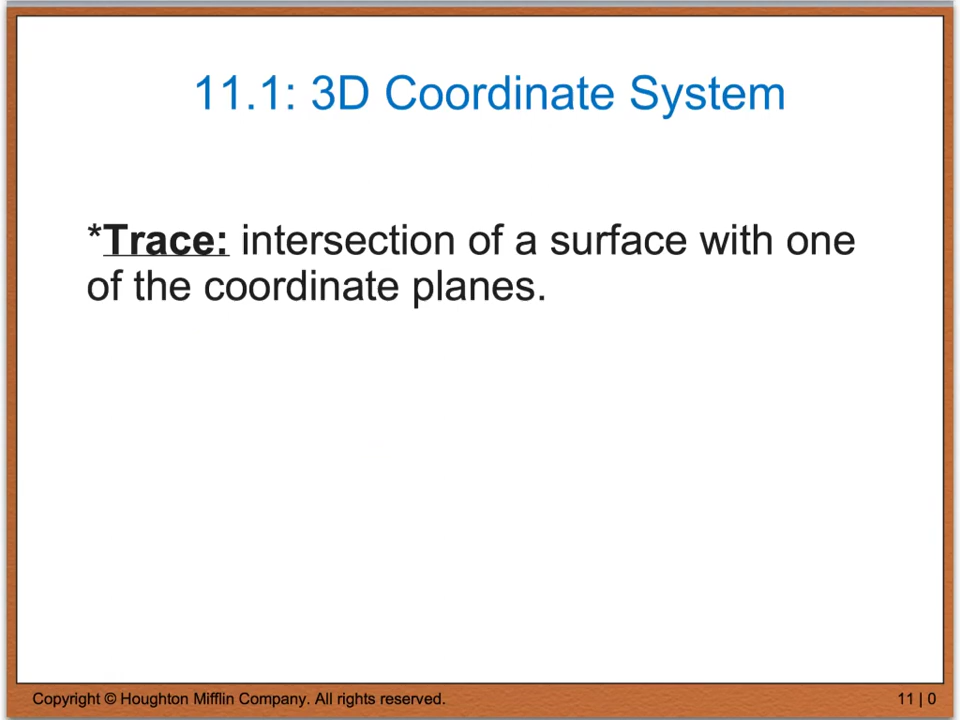 11.1: 3D Coordinate System
*Trace: intersection of a surface with one
of the coordinate planes.
Copyright © Houghton Mifflin Company. All rights reserved.
11 | 0